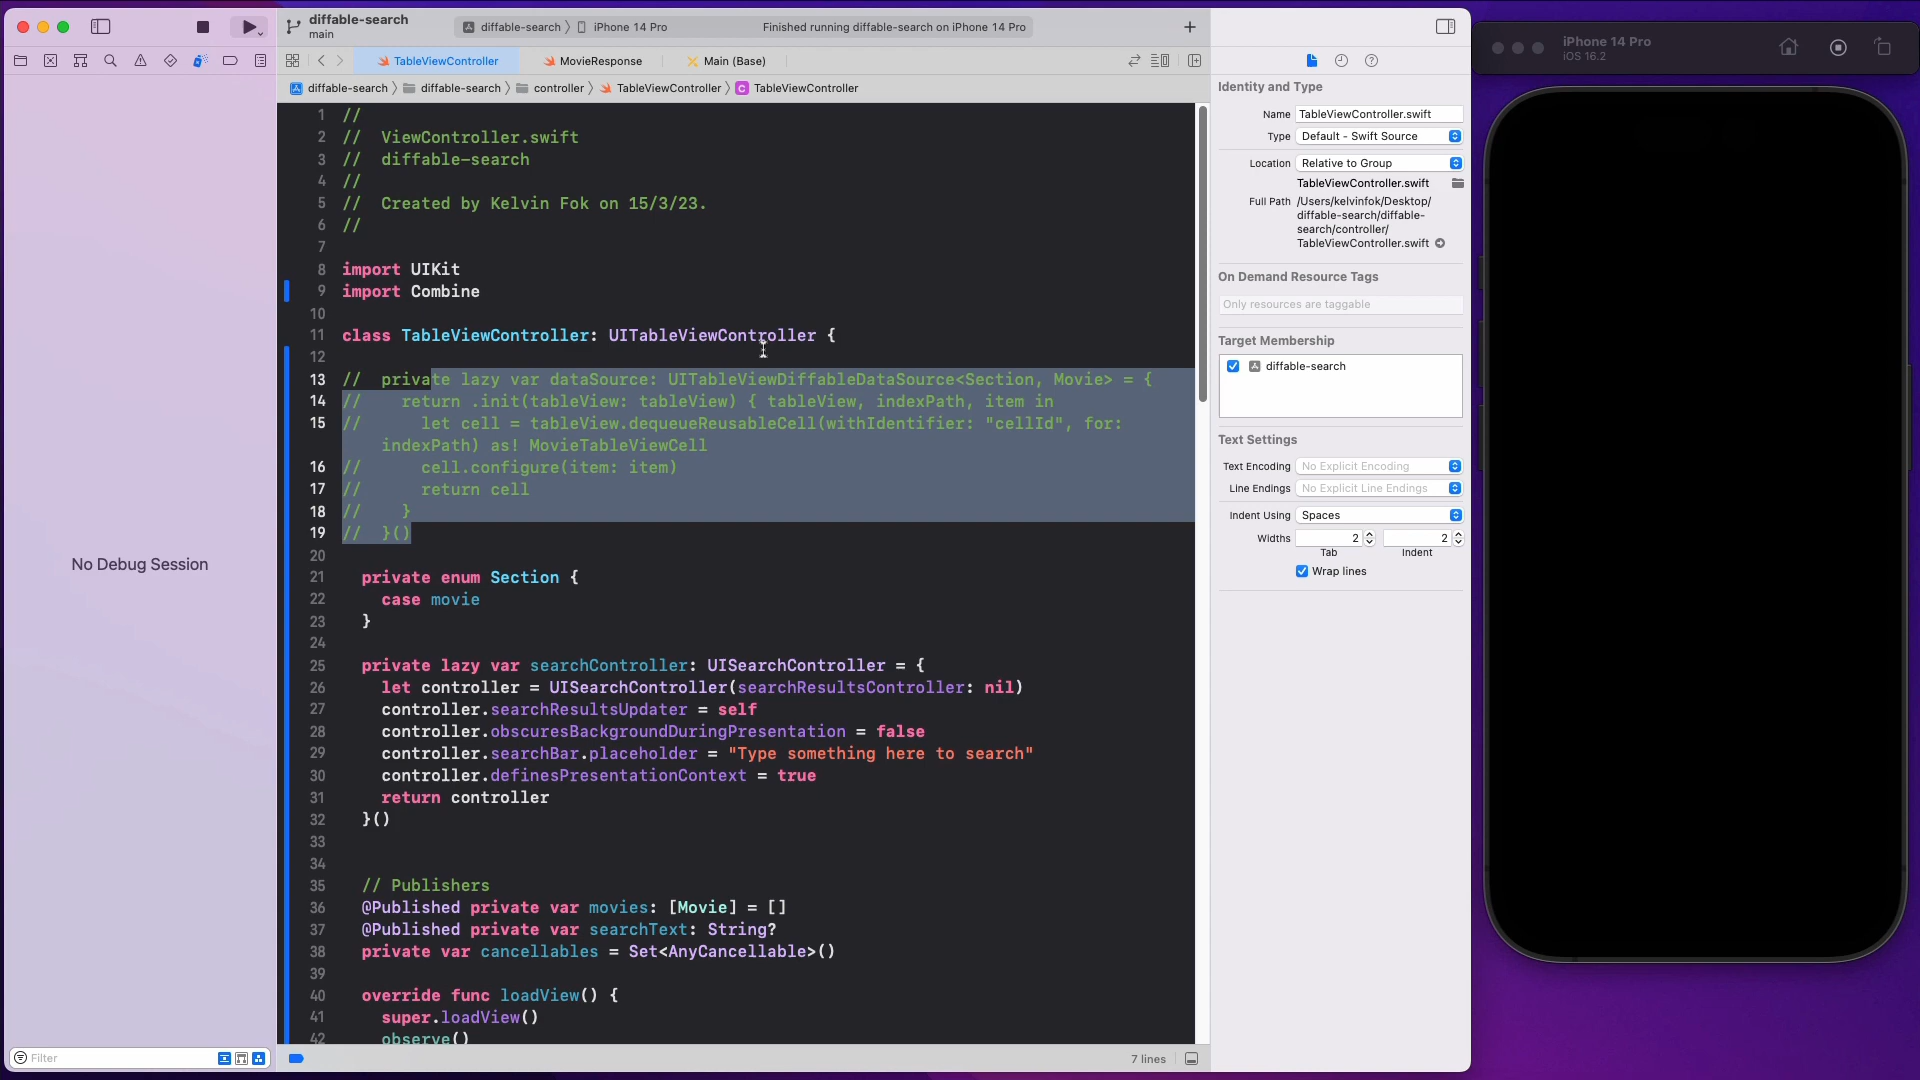 diffable-search
main
diffable-search
iPhone 14 Pro
Finished running diffable-search on iPhone 14 Pro
TableViewController
MovieResponse
Main (Base)
diffable-search
diffable-search
controller
TableViewController
C TableViewController
1 //
2 //  ViewController.swift
3 //  diffable-search
4 //
5 //  Created by Kelvin Fok on 15/3/23.
6 //
7
8 import UIKit
9 import Combine
10
11 class TableViewController: UITableViewController {
12
13 //  private lazy var dataSource: UITableViewDiffableDataSource<Section, Movie> = {
14 //    return .init(tableView: tableView) { tableView, indexPath, item in
15 //      let cell = tableView.dequeueReusableCell(withIdentifier: "cellId", for:
indexPath) as! MovieTableViewCell
16 //      cell.configure(item: item)
17 //      return cell
18 //    }
19 //  }()
20
21   private enum Section {
22     case movie
23   }
24
25   private lazy var searchController: UISearchController = {
26     let controller = UISearchController(searchResultsController: nil)
27     controller.searchResultsUpdater = self
28     controller.obscuresBackgroundDuringPresentation = false
29     controller.searchBar.placeholder = "Type something here to search"
30     controller.definesPresentationContext = true
31     return controller
32   }()
33
34
35   // Publishers
36   @Published private var movies: [Movie] = []
37   @Published private var searchText: String?
38   private var cancellables = Set<AnyCancellable>()
39
40   override func loadView() {
41     super.loadView()
42     observe()
No Debug Session
Filter
7 lines
Identity and Type
Name TableViewController.swift
Type Default - Swift Source
Location Relative to Group
TableViewController.swift
Full Path /Users/kelvinfok/Desktop/
diffable-search/diffable-
search/controller/
TableViewController.swift
On Demand Resource Tags
Only resources are taggable
Target Membership
diffable-search
Text Settings
Text Encoding No Explicit Encoding
Line Endings No Explicit Line Endings
Indent Using Spaces
Widths 2 2
Tab Indent
Wrap lines
iPhone 14 Pro
iOS 16.2